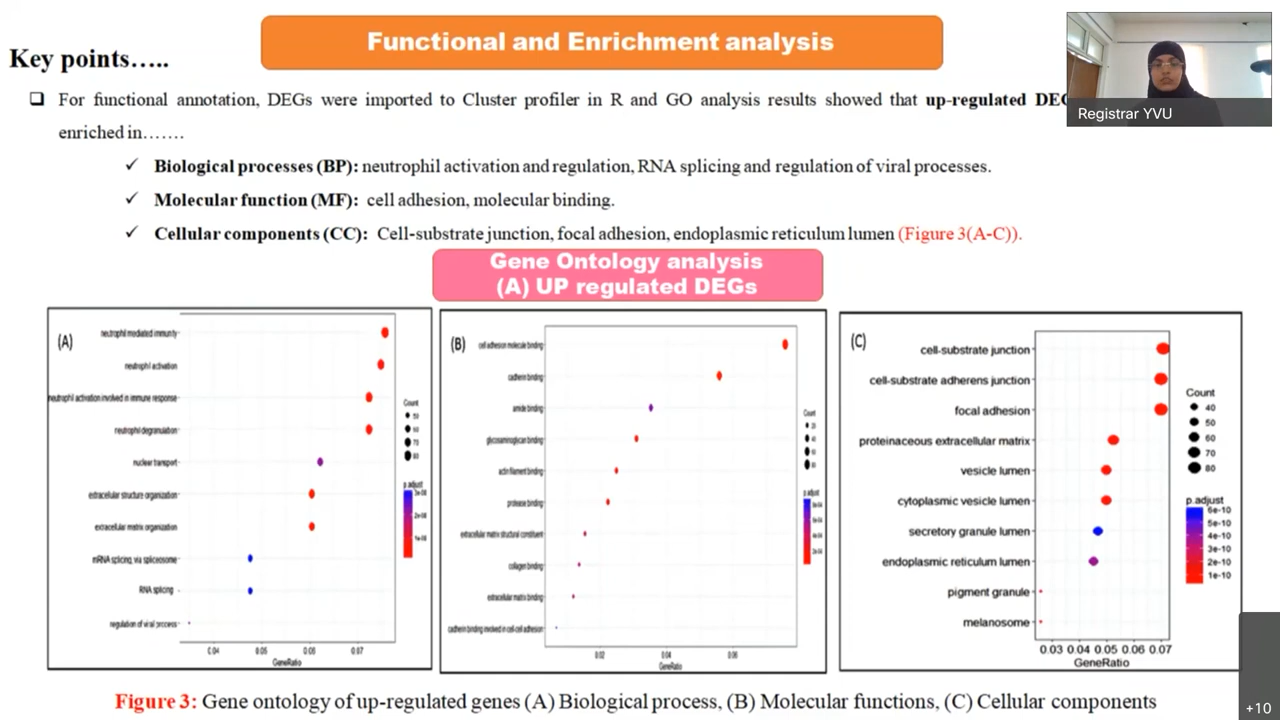 Functional and Enrichment analysis
Key points…..
Registrar YVU
For functional annotation, DEGs were imported to Cluster profiler in R and GO analysis results showed that up-regulated
enriched in…….
Biological processes (BP): neutrophil activation and regulation, RNA splicing and regulation of viral processes.
Molecular function (MF): cell adhesion, molecular binding.
Cellular components (CC): Cell-substrate junction, focal adhesion, endoplasmic reticulum lumen (Figure 3(A-C)).
Gene Ontology analysis
(A) UP regulated DEGs
(A)
neutrophil mediated immunity
neutrophil activation
neutrophil activation involved in immune response
neutrophil degranulation
nuclear transport
extracellular structure organization
extracellular matrix organization
mRNA splicing, via spliceosome
RNA splicing
regulation of viral process
0.04 0.05 0.06 0.07
GeneRatio
Count
p.adjust
(B)
cell adhesion molecule binding
cadherin binding
amide binding
glycosaminoglycan binding
actin filament binding
protease binding
extracellular matrix structural constituent
collagen binding
extracellular matrix binding
cadherin binding involved in cell-cell adhesion
0.02 0.04 0.06
GeneRatio
Count
p.adjust
(C)
cell-substrate junction
cell-substrate adherens junction
focal adhesion
proteinaceous extracellular matrix
vesicle lumen
cytoplasmic vesicle lumen
secretory granule lumen
endoplasmic reticulum lumen
pigment granule
melanosome
0.03 0.04 0.05 0.06 0.07
GeneRatio
Count
40
50
60
70
80
p.adjust
6e-10
5e-10
4e-10
3e-10
2e-10
1e-10
Figure 3: Gene ontology of up-regulated genes (A) Biological process, (B) Molecular functions, (C) Cellular components
+10